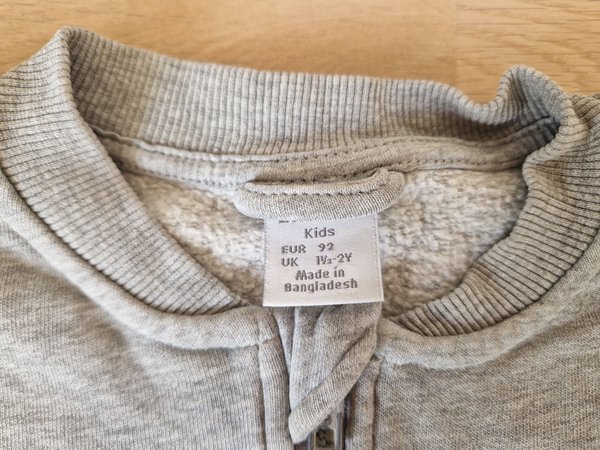 Kids
EUR 92
UK 1½-2Y
Made in
Bangladesh